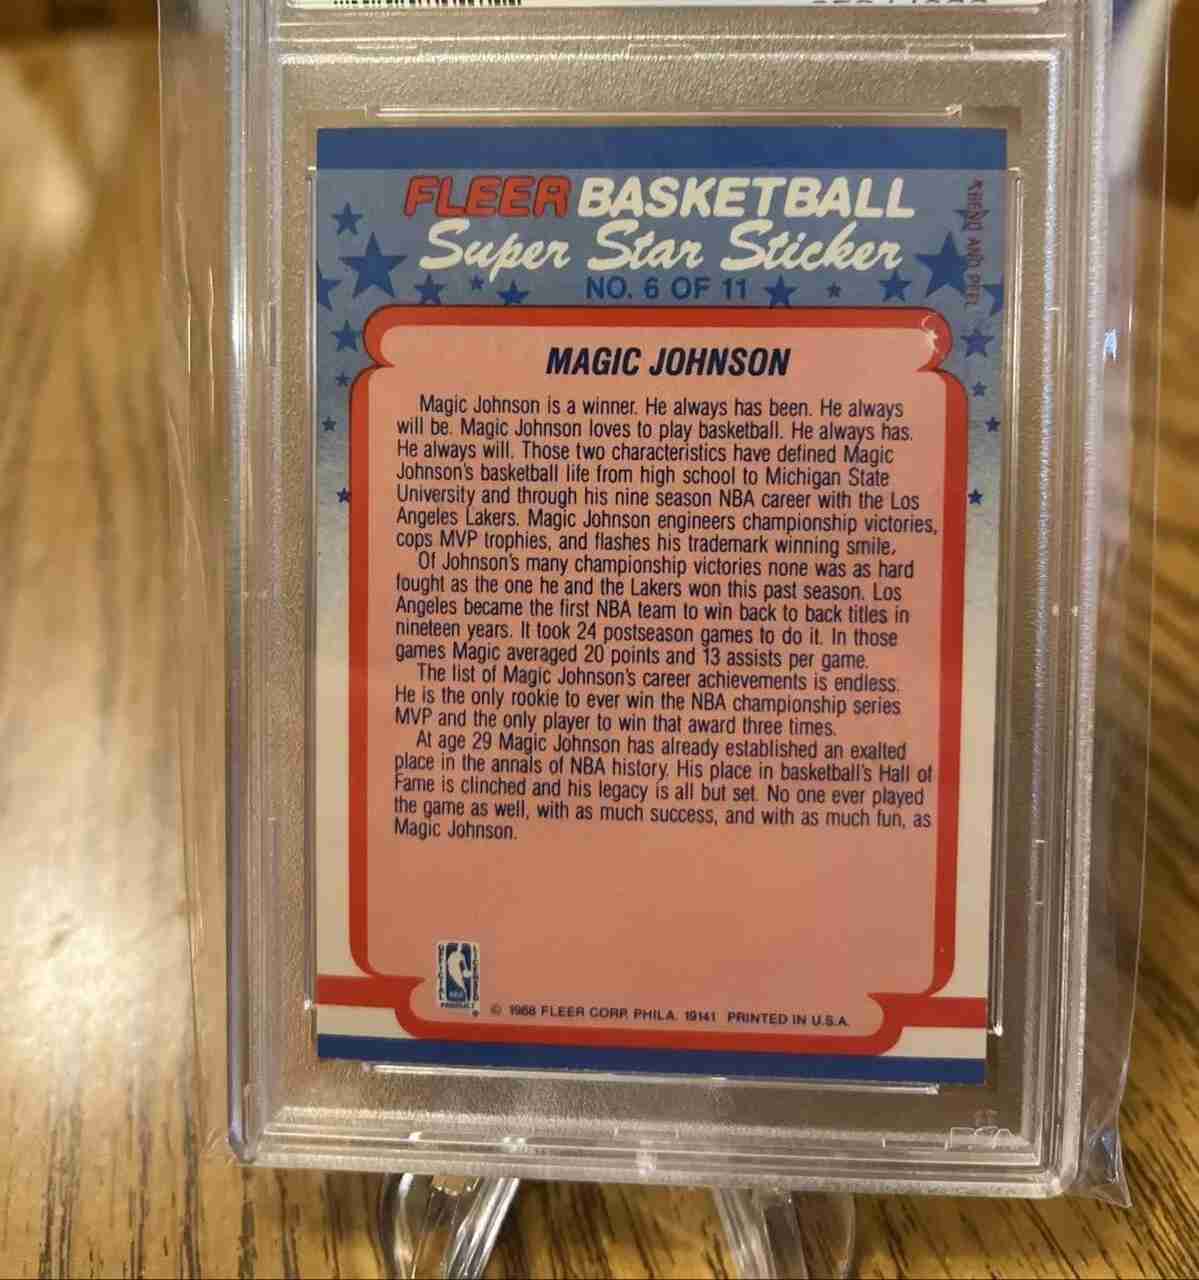 FLEER BASKETBALL
Super Star Sticker
NO. 6 OF 11
BEND AND PEEL
MAGIC JOHNSON
Magic Johnson is a winner. He always has been. He always
will be. Magic Johnson loves to play basketball. He always has.
He always will. Those two characteristics have defined Magic
Johnson's basketball life from high school to Michigan State
University and through his nine season NBA career with the Los
Angeles Lakers. Magic Johnson engineers championship victories,
cops MVP trophies, and flashes his trademark winning smile.
Of Johnson's many championship victories none was as hard
fought as the one he and the Lakers won this past season. Los
Angeles became the first NBA team to win back to back titles in
nineteen years. It took 24 postseason games to do it. In those
games Magic averaged 20 points and 13 assists per game.
The list of Magic Johnson's career achievements is endless.
He is the only rookie to ever win the NBA championship series
MVP and the only player to win that award three times.
At age 29 Magic Johnson has already established an exalted
place in the annals of NBA history. His place in basketball's Hall of
Fame is clinched and his legacy is all but set. No one ever played
the game as well, with as much success, and with as much fun, as
Magic Johnson.
OFFICIAL LICENSED
NBA
PRODUCT
© 1988 FLEER CORP. PHILA. 19141 PRINTED IN U.S.A.
PSA